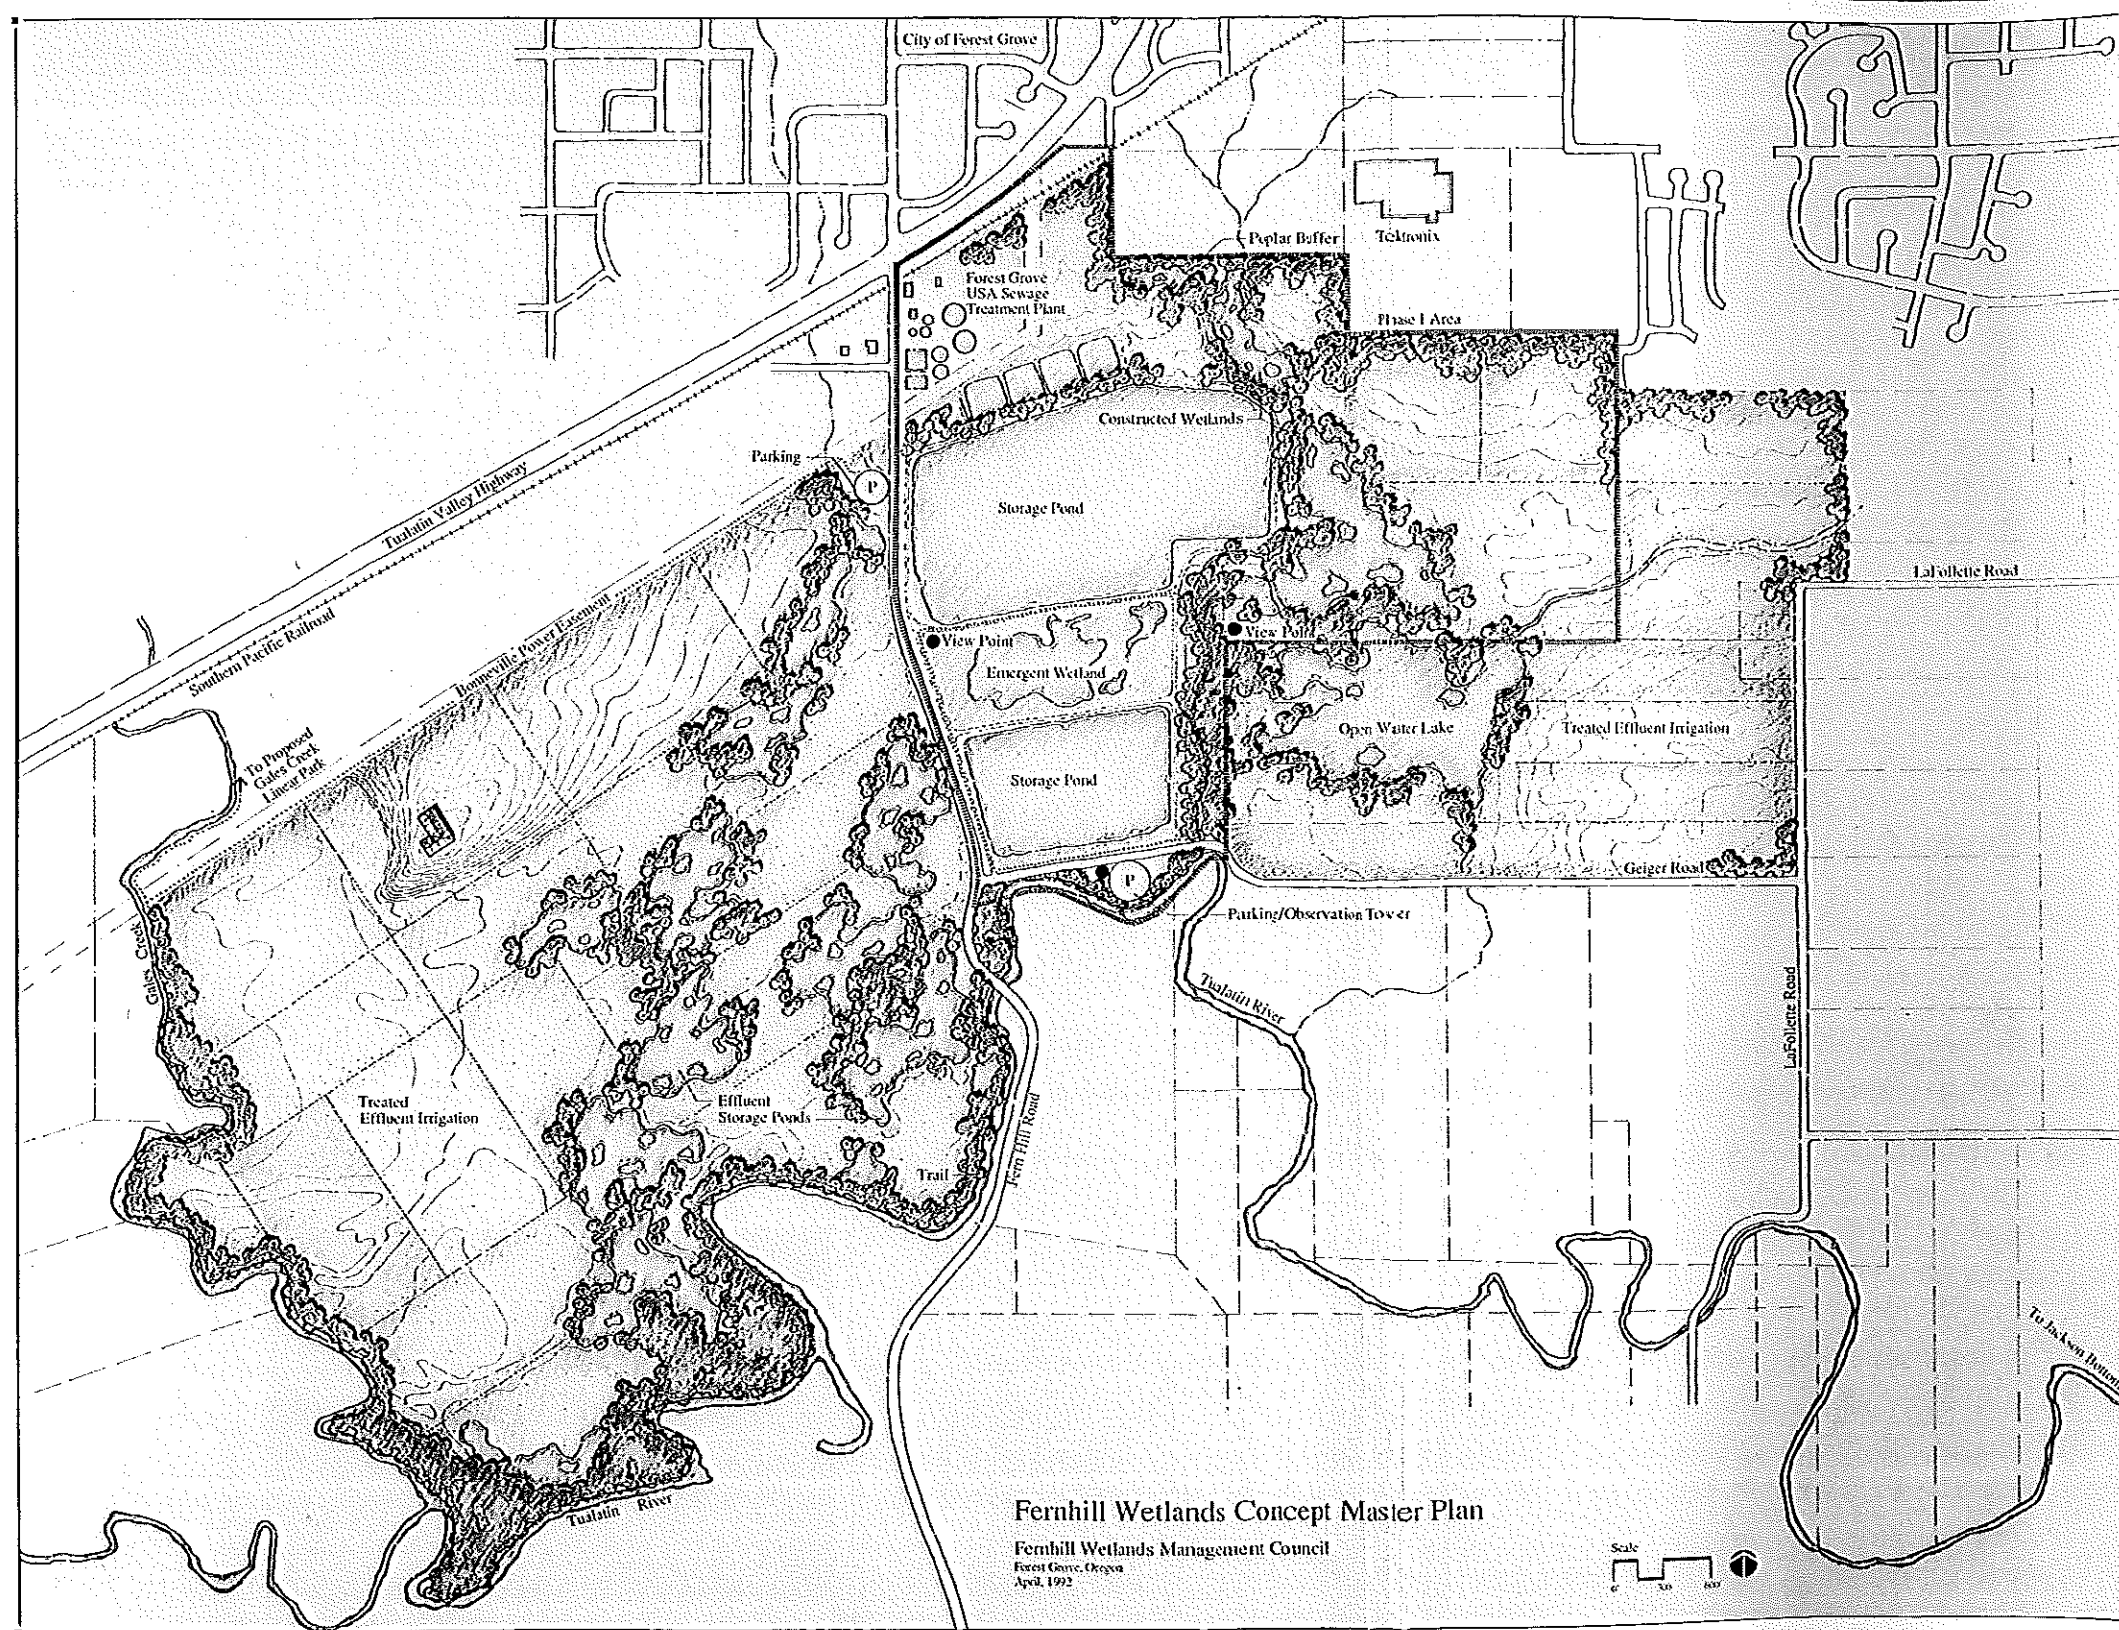 City of Forest Grove
Poplar Buffer
Tektronix
Forest Grove
USA Sewage
Treatment Plant
Phase I Area
Constructed Wetlands
Parking
P
Storage Pond
Tualatin Valley Highway
Southern Pacific Railroad
Bonneville Power Easement
LaFollette Road
View Point
View Point
Emergent Wetland
Open Water Lake
Treated Effluent Irrigation
To Proposed
Gales Creek
Linear Park
Storage Pond
Geiger Road
P
Parking/Observation Tower
Gales Creek
Tualatin River
LaFollette Road
Treated
Effluent Irrigation
Effluent
Storage Ponds
Fern Hill Road
Trail
To Jackson Bottom
Tualatin River
Fernhill Wetlands Concept Master Plan
Fernhill Wetlands Management Council
Forest Grove, Oregon
April, 1992
Scale
0' 300 600'